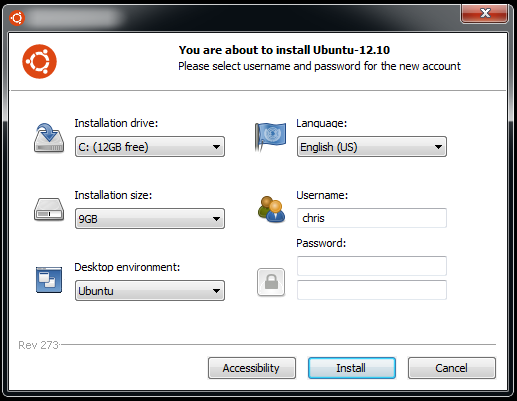 You are about to install Ubuntu-12.10
Please select username and password for the new account
Installation drive:
C: (12GB free)
Language:
English (US)
Installation size:
9GB
Username:
chris
Password:
Desktop environment:
Ubuntu
Rev 273
Accessibility
Install
Cancel